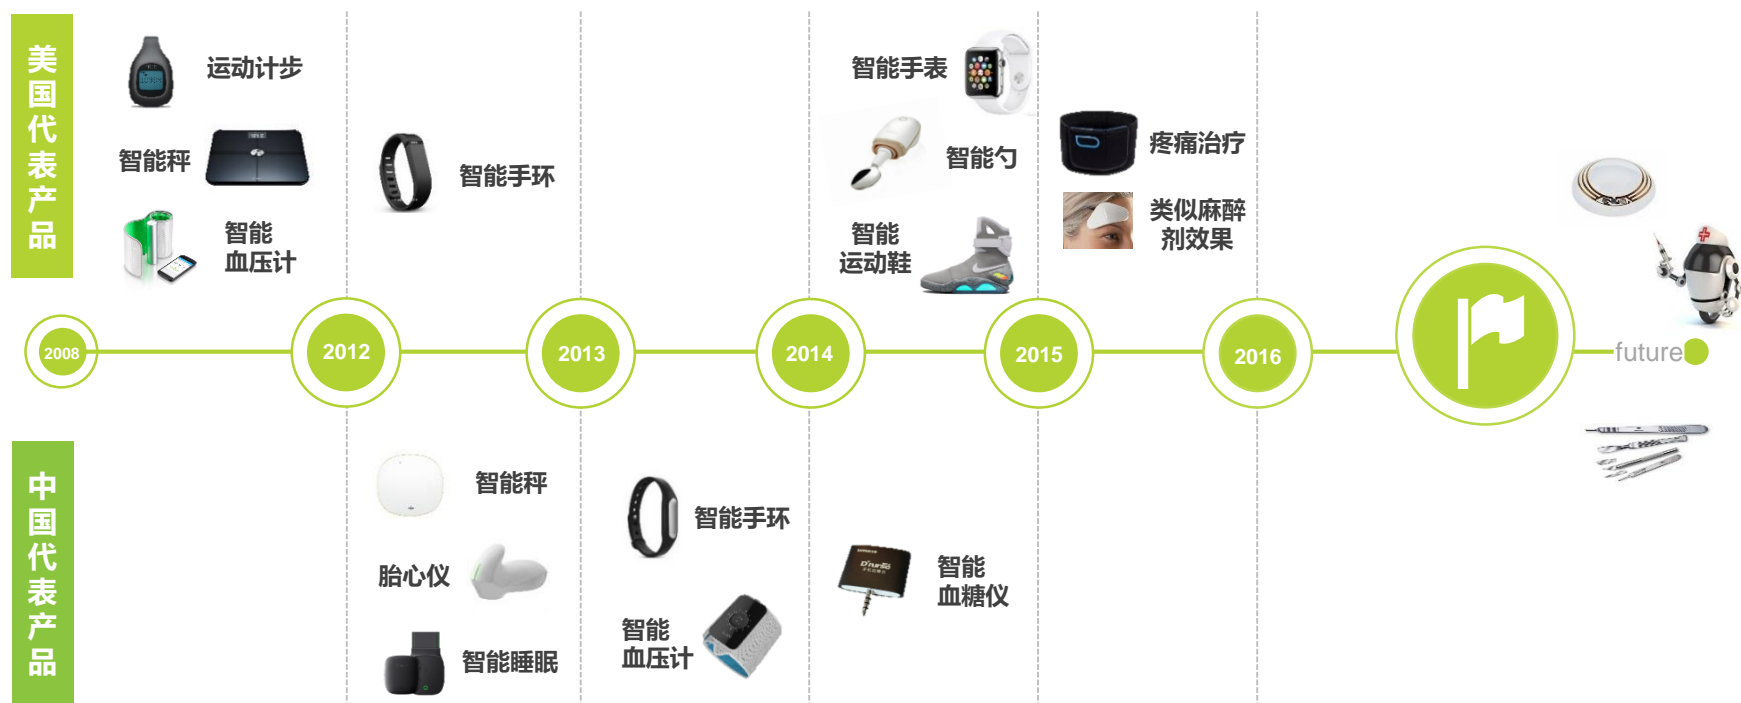 美国代表产品
运动计步
智能秤
智能
血压计
智能手环
智能手表
智能勺
智能
运动鞋
疼痛治疗
类似麻醉
剂效果
2008
2012
2013
2014
2015
2016
future
中国代表产品
智能秤
胎心仪
智能睡眠
智能手环
智能
血压计
智能
血糖仪